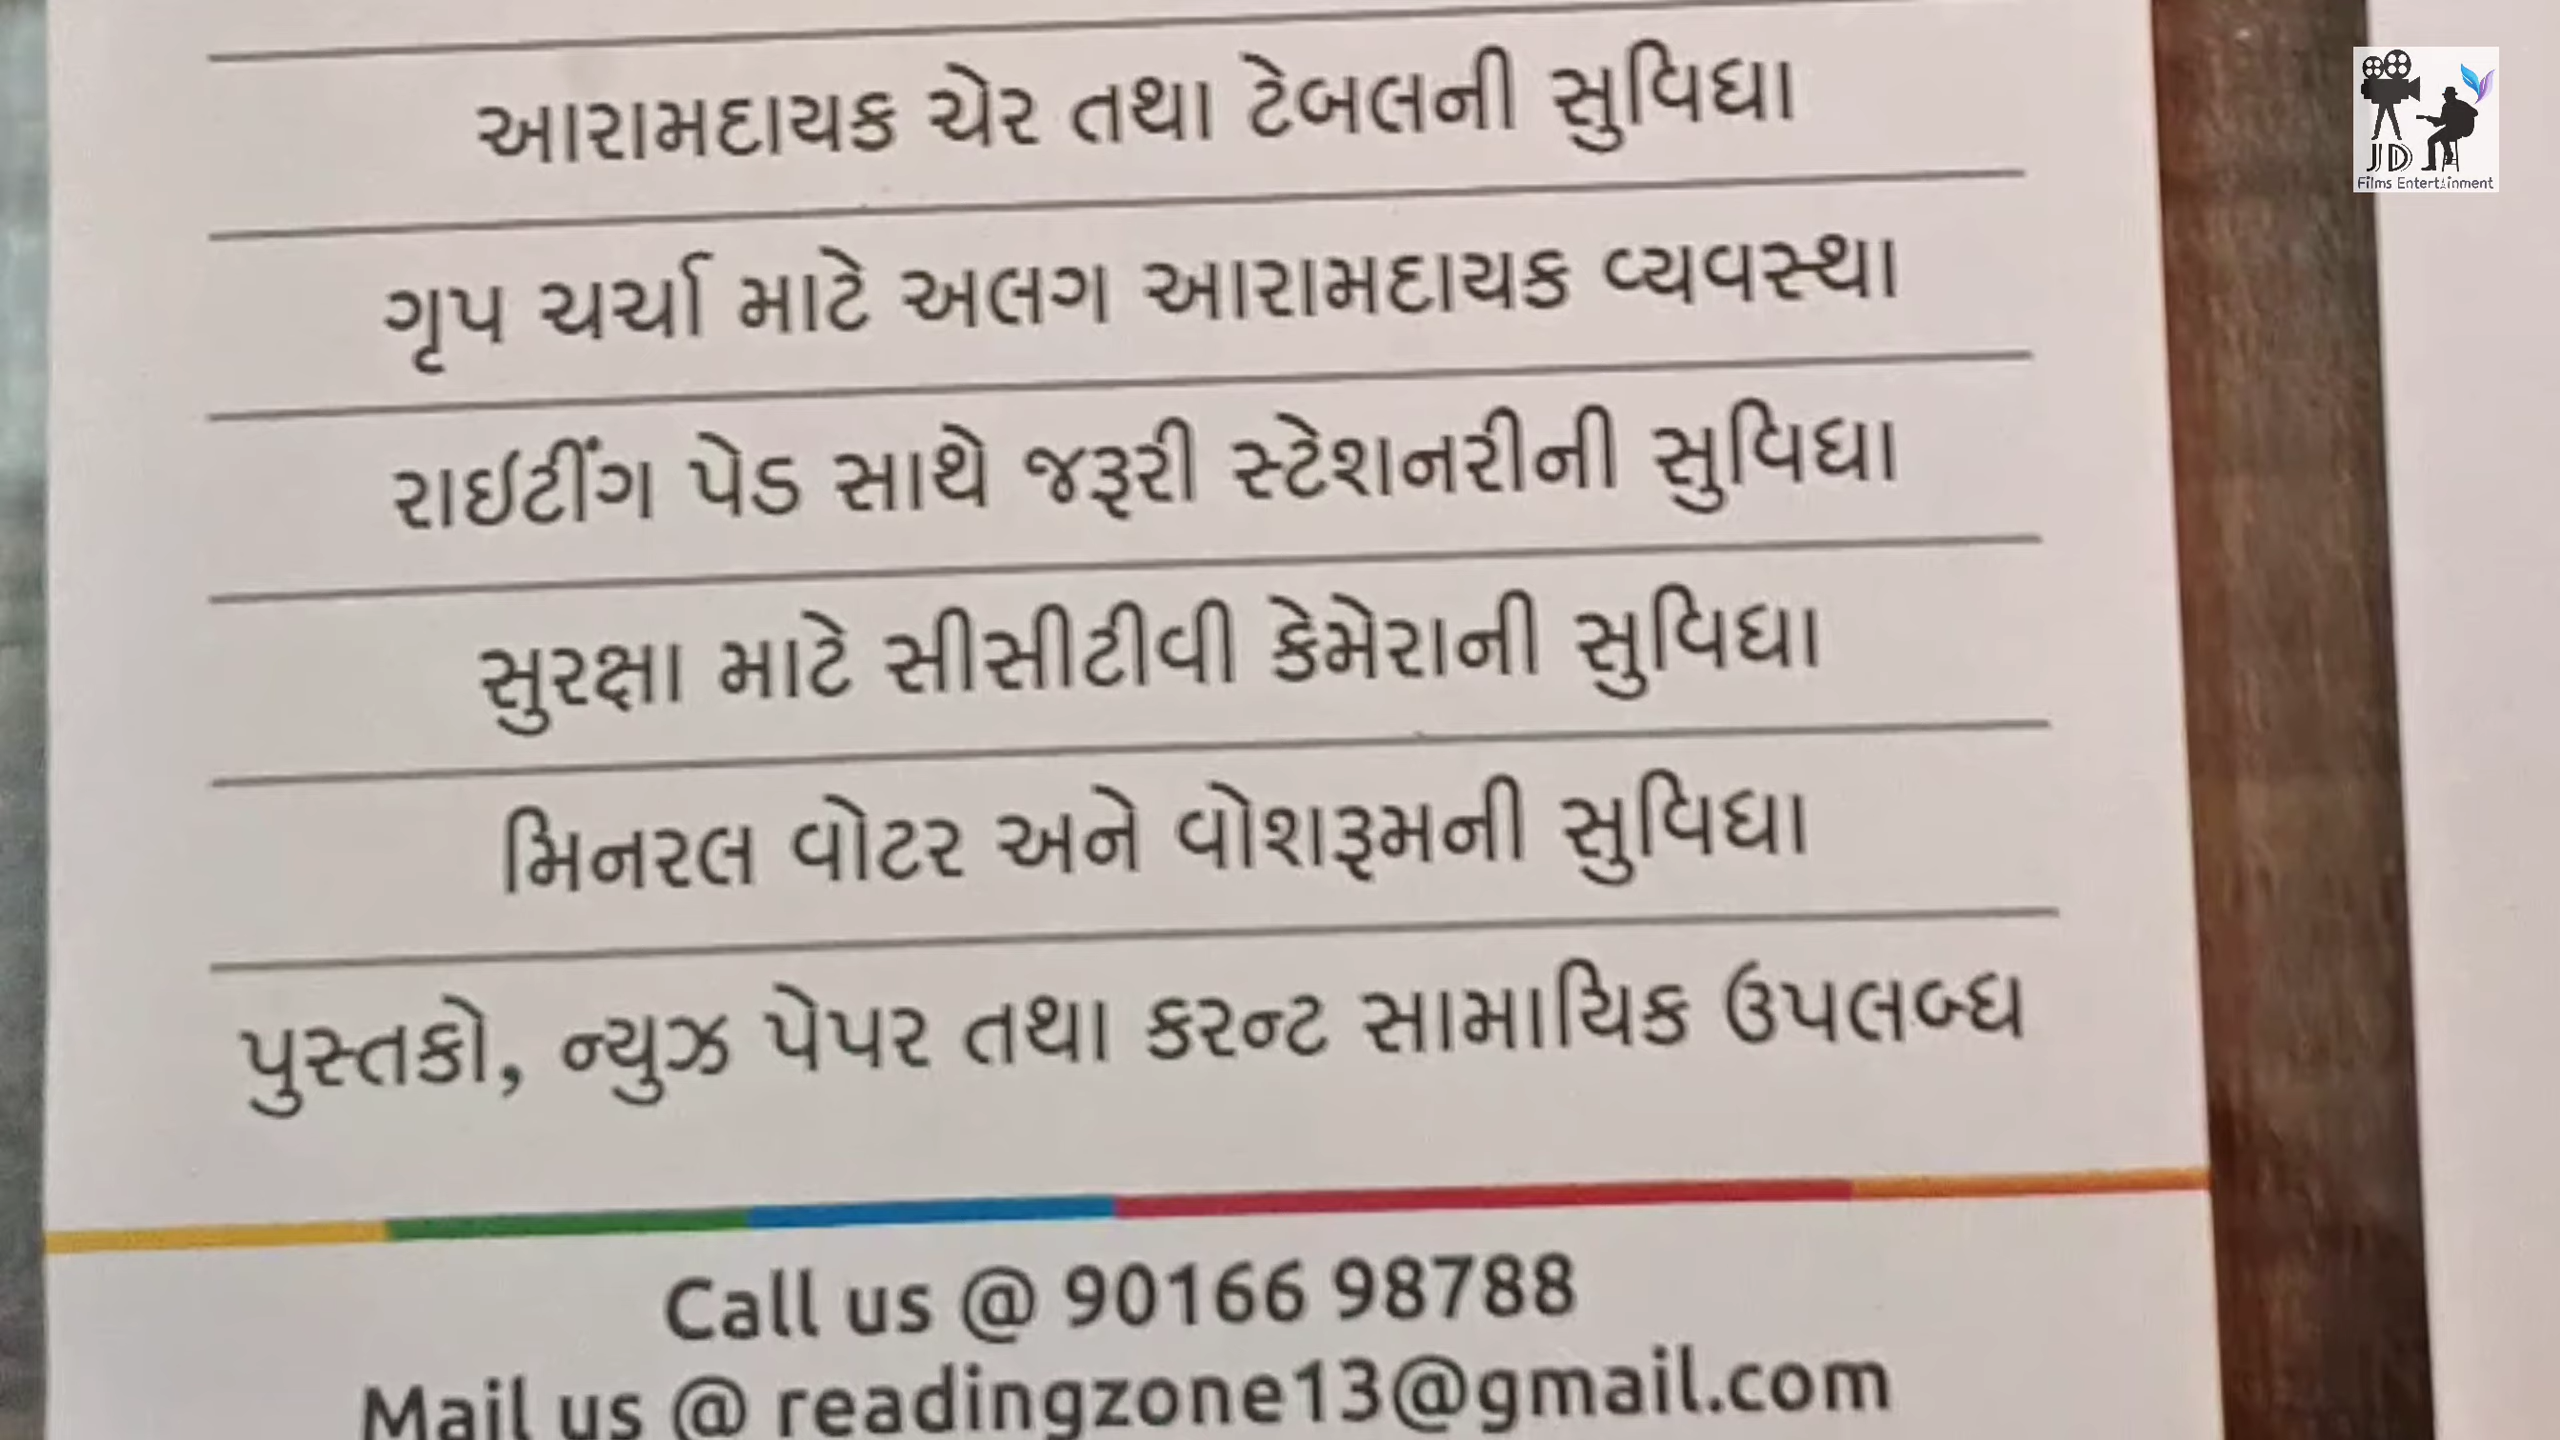 આરામદાયક ચેર તથા ટેબલની સુવિધા
ગૃપ ચર્ચા માટે અલગ આરામદાયક વ્યવસ્થા
રાઈટીંગ પેડ સાથે જરૂરી સ્ટેશનરીની સુવિધા
સુરક્ષા માટે સીસીટીવી કેમેરાની સુવિધા
મિનરલ વોટર અને વોશરૂમની સુવિધા
પુસ્તકો, ન્યુઝ પેપર તથા કરન્ટ સામાયિક ઉપલબ્ધ
Call us @ 90166 98788
Mail us @ readingzone13@gmail.com
JD
Films Entertainment